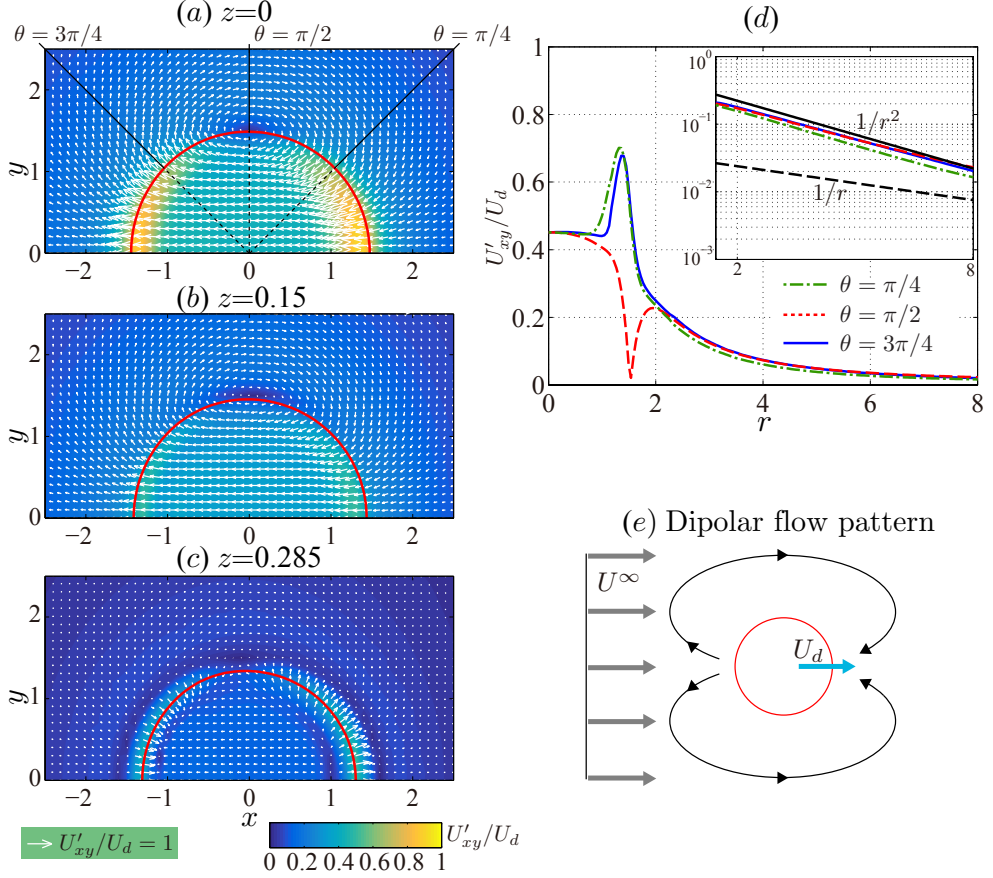 (a) z=0
θ = 3π/4
θ = π/2
θ = π/4
2
1
0
y
−2
−1
0
1
2
(b) z=0.15
2
1
0
y
−2
−1
0
1
2
(c) z=0.285
2
1
0
y
−2
−1
0
1
2
x
U′xy/Ud = 1
U′xy/Ud
0
0.2
0.4
0.6
0.8
1
(d)
1
0.8
0.6
0.4
0.2
0
U′xy/Ud
0
2
4
6
8
r
10⁰
10⁻¹
10⁻²
10⁻³
2
8
1/r²
1/r
θ = π/4
θ = π/2
θ = 3π/4
(e) Dipolar flow pattern
U∞
Ud